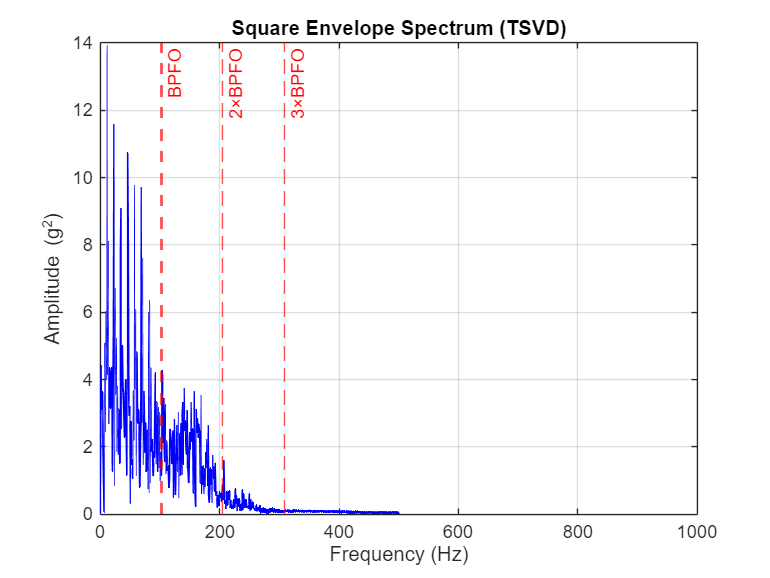 Square Envelope Spectrum (TSVD)
14
12
10
8
6
4
2
0
Amplitude (g²)
BPFO
2×BPFO
3×BPFO
0 200 400 600 800 1000
Frequency (Hz)